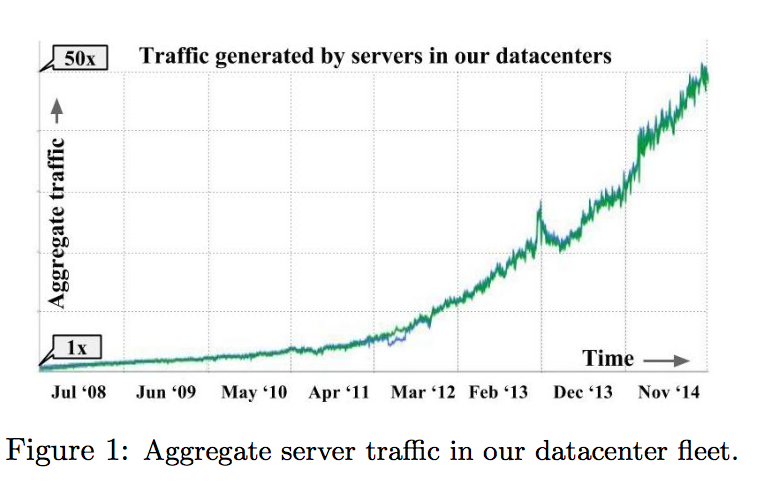 50x
Traffic generated by servers in our datacenters
Aggregate traffic
1x
Time
Jul ‘08 Jun ‘09 May ‘10 Apr ‘11 Mar ‘12 Feb ‘13 Dec ‘13 Nov ‘14
Figure 1: Aggregate server traffic in our datacenter fleet.